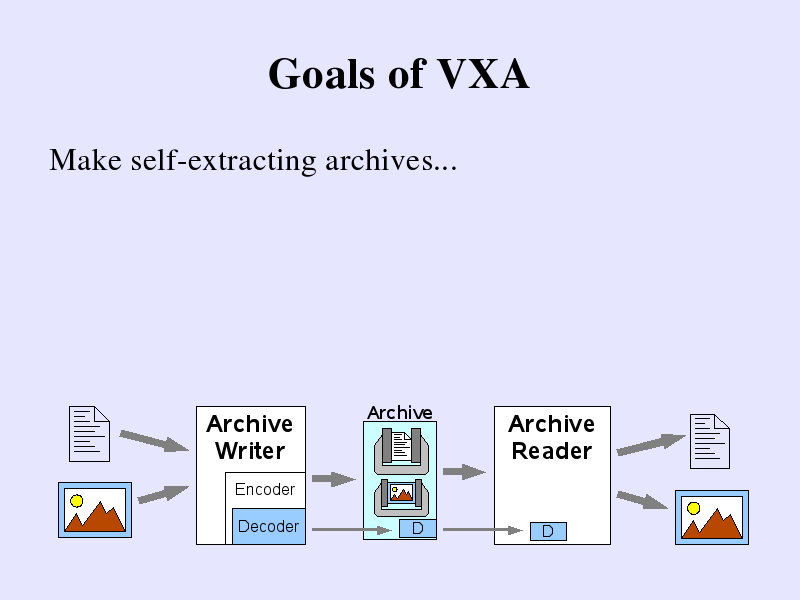 Goals of VXA
Make self-extracting archives...
Archive
Writer
Encoder
Decoder
Archive
D
Archive
Reader
D